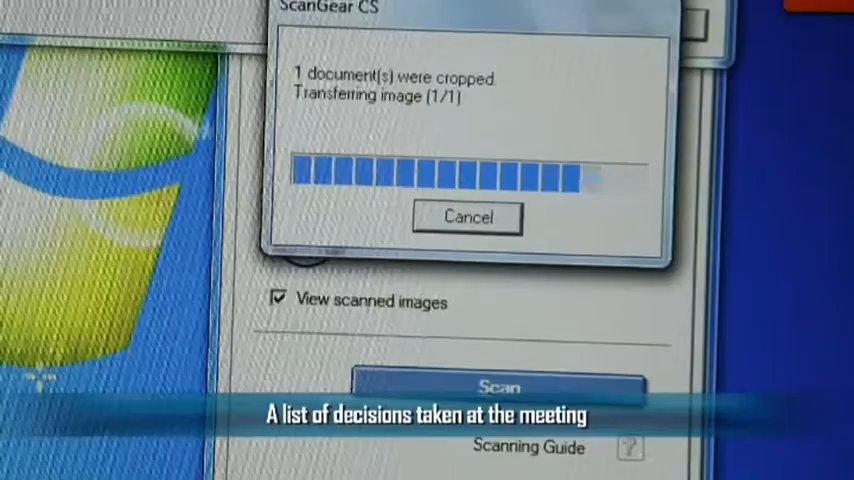 ScanGear CS
1 document(s) were cropped.
Transferring image (1/1)
Cancel
View scanned images
Scan
A list of decisions taken at the meeting
Scanning Guide
?